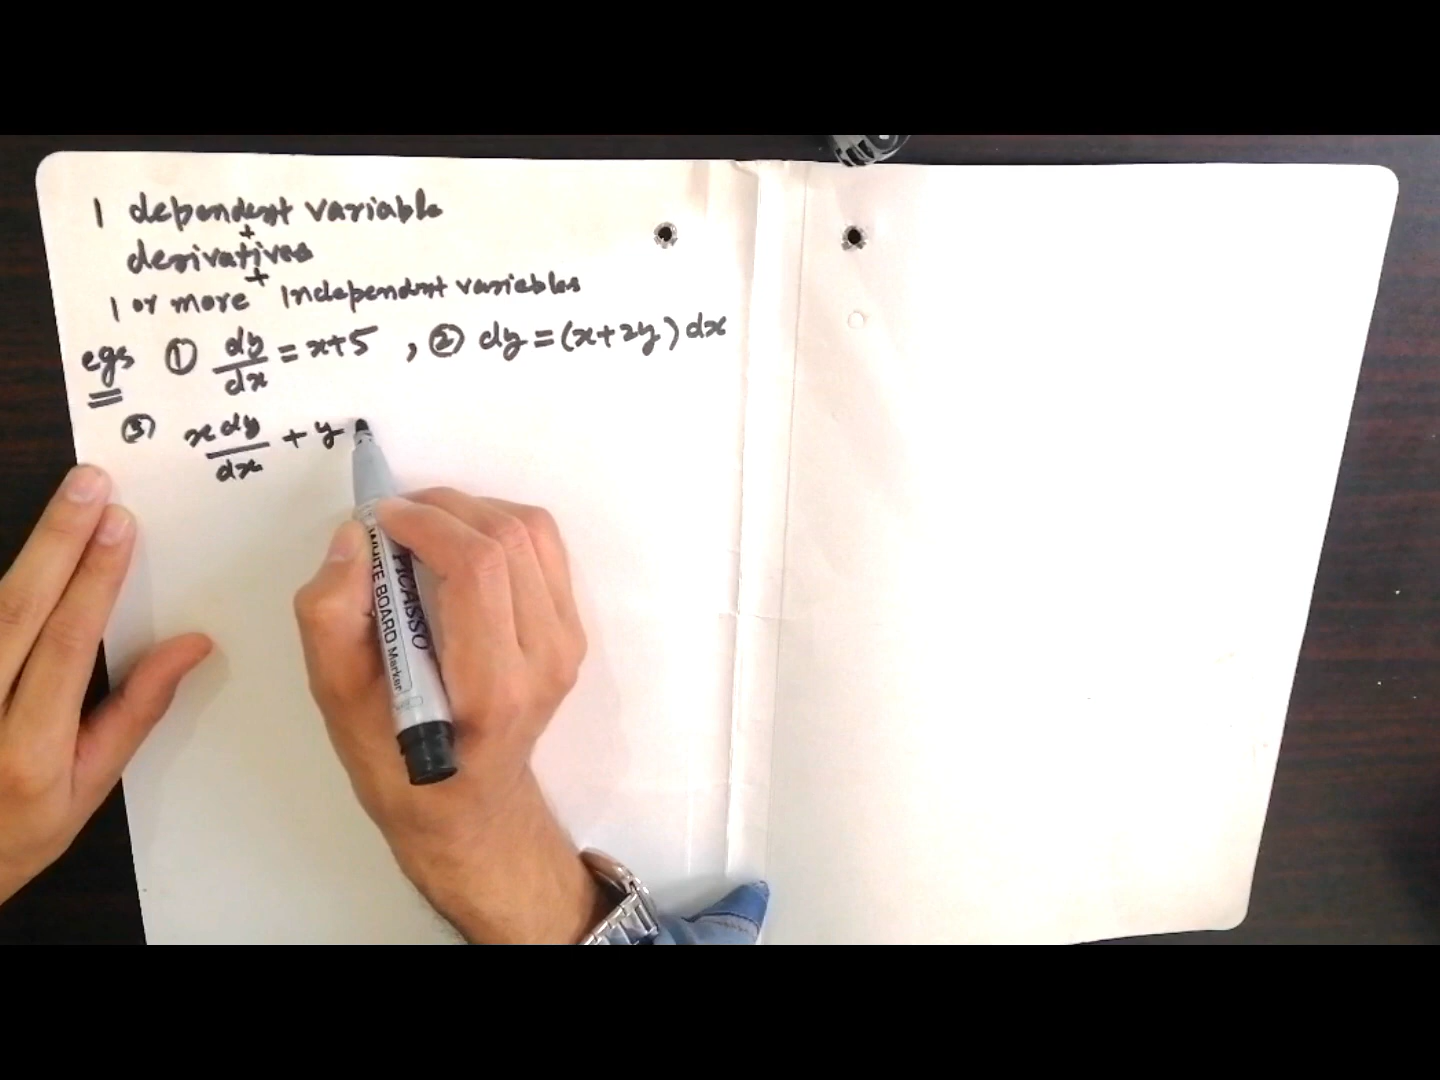 1 dependent variable
+
derivatives
+
1 or more Independent variables
egs ① dy/dx = x+5 , ② dy = (x+2y) dx
③ x dy/dx + y
PICASSO
WHITE BOARD Marker